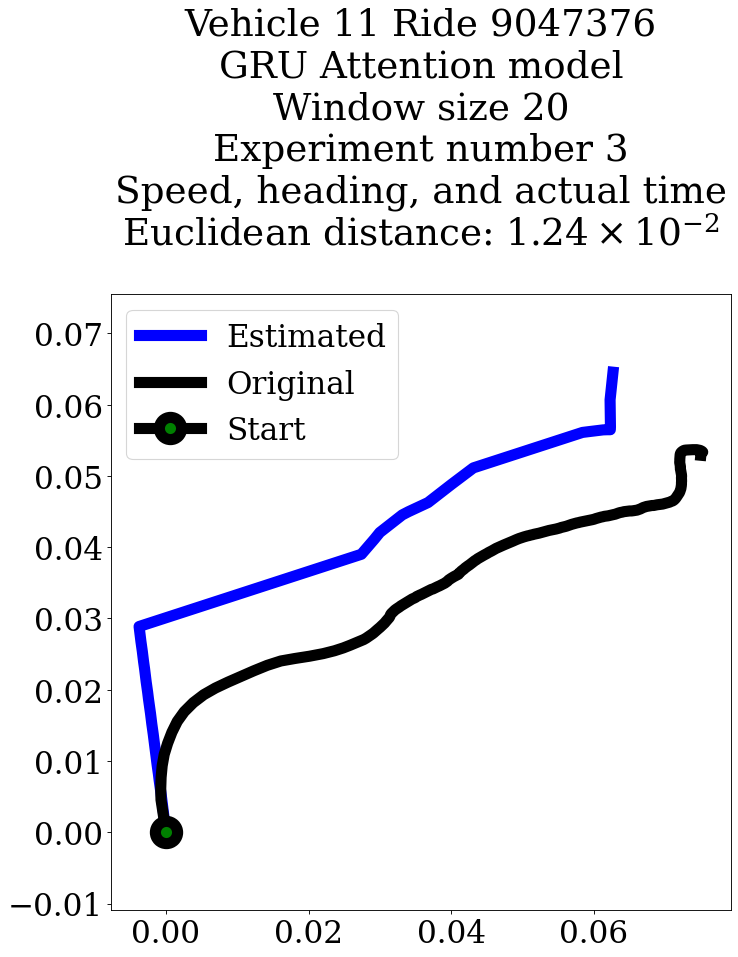 Vehicle 11 Ride 9047376
GRU Attention model
Window size 20
Experiment number 3
Speed, heading, and actual time
Euclidean distance: 1.24 × 10⁻²
Estimated
Original
Start
0.07
0.06
0.05
0.04
0.03
0.02
0.01
0.00
−0.01
0.00 0.02 0.04 0.06